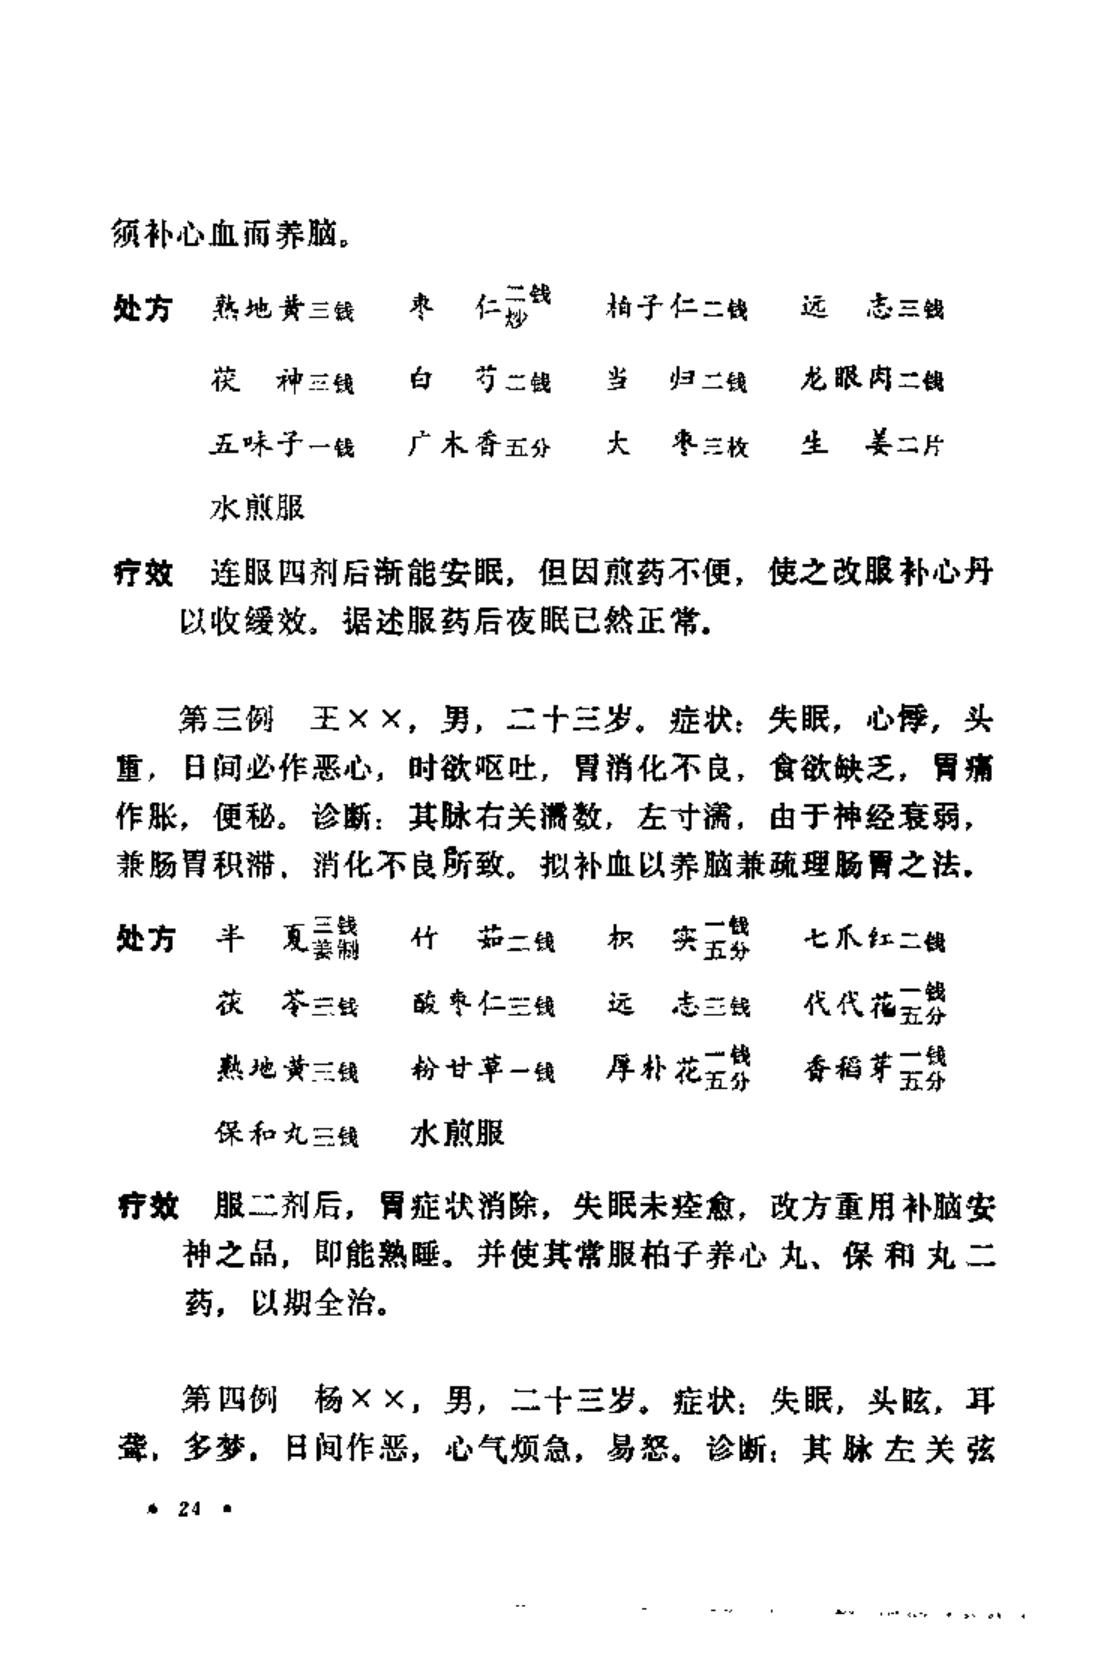 须补心血而养脑。
处方 熟地黄三钱 枣 仁二钱炒 柏子仁二钱 远 志三钱
茯 神三钱 白 芍二钱 当 归二钱 龙眼肉二钱
五味子一钱 广木香五分 大 枣三枚 生 姜二片
水煎服
疗效 连服四剂后渐能安眠，但因煎药不便，使之改服补心丹
以收缓效。据述服药后夜眠已然正常。
第三例 王××，男，二十三岁。症状：失眠，心悸，头
重，日间必作恶心，时欲呕吐，胃消化不良，食欲缺乏，胃痛
作胀，便秘。诊断：其脉右关濡数，左寸濡，由于神经衰弱，
兼肠胃积滞，消化不良所致。拟补血以养脑兼疏理肠胃之法。
处方 半 夏三钱姜制 竹 茹二钱 枳 实一钱五分 七爪红二钱
茯 苓三钱 酸枣仁三钱 远 志三钱 代代花一钱五分
熟地黄三钱 粉甘草一钱 厚朴花一钱五分 香稻芽一钱五分
保和丸三钱 水煎服
疗效 服二剂后，胃症状消除，失眠未痊愈，改方重用补脑安
神之品，即能熟睡。并使其常服柏子养心丸、保和丸二
药，以期全治。
第四例 杨××，男，二十三岁。症状：失眠，头眩，耳
聋，多梦，日间作恶，心气烦急，易怒。诊断：其脉左关弦
• 24 •